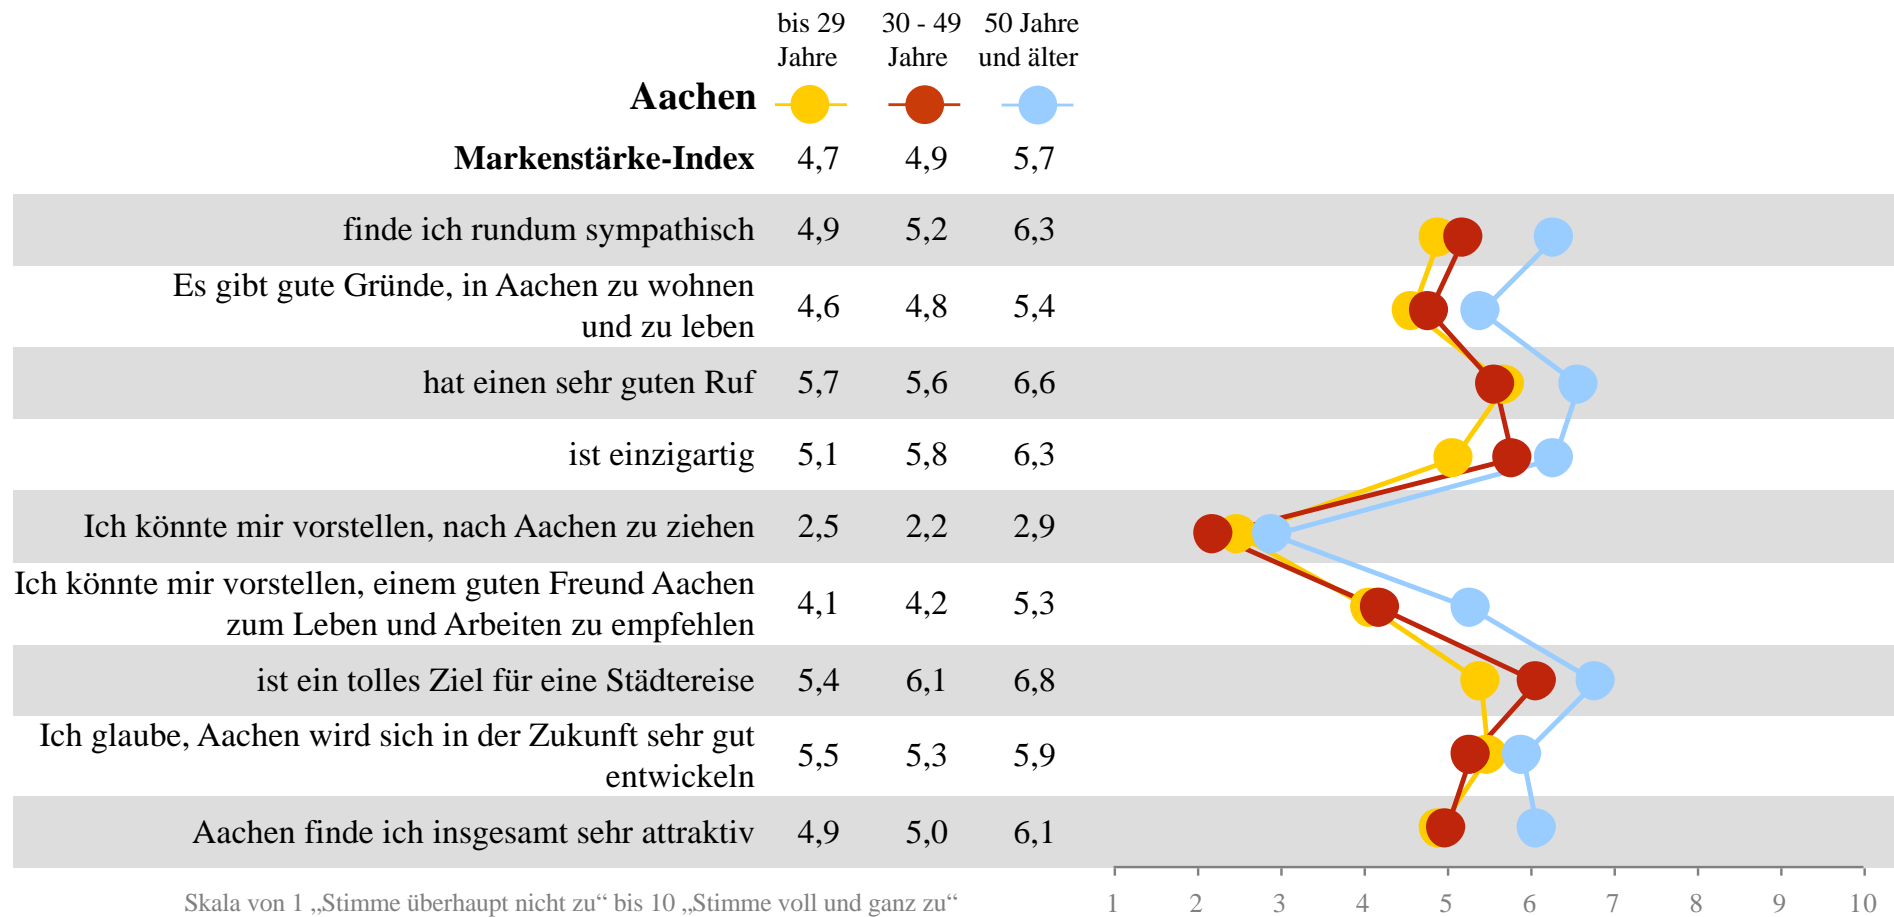 bis 29 30 - 49 50 Jahre
Jahre Jahre und älter
Aachen
Markenstärke-Index 4,7 4,9 5,7
finde ich rundum sympathisch 4,9 5,2 6,3
Es gibt gute Gründe, in Aachen zu wohnen
und zu leben 4,6 4,8 5,4
hat einen sehr guten Ruf 5,7 5,6 6,6
ist einzigartig 5,1 5,8 6,3
Ich könnte mir vorstellen, nach Aachen zu ziehen 2,5 2,2 2,9
Ich könnte mir vorstellen, einem guten Freund Aachen
zum Leben und Arbeiten zu empfehlen 4,1 4,2 5,3
ist ein tolles Ziel für eine Städtereise 5,4 6,1 6,8
Ich glaube, Aachen wird sich in der Zukunft sehr gut
entwickeln 5,5 5,3 5,9
Aachen finde ich insgesamt sehr attraktiv 4,9 5,0 6,1
Skala von 1 „Stimme überhaupt nicht zu“ bis 10 „Stimme voll und ganz zu“
1 2 3 4 5 6 7 8 9 10